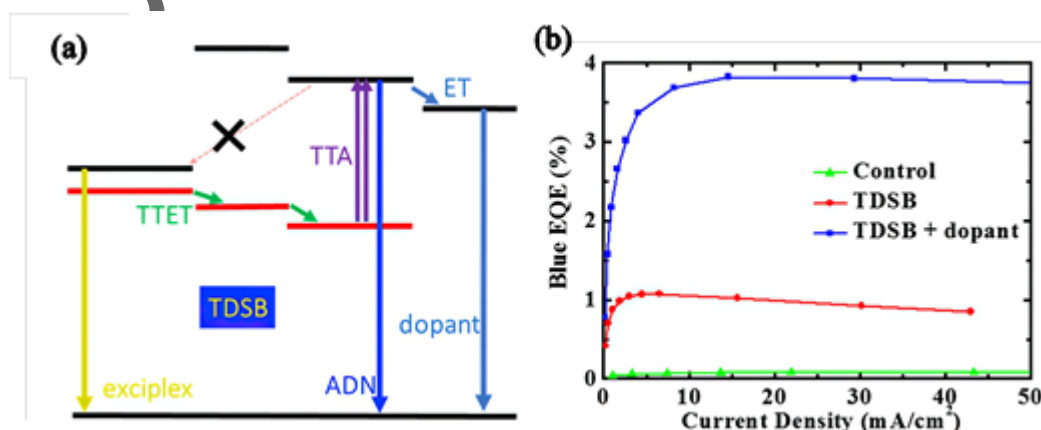 (a)
ET
TTA
TTET
TDSB
dopant
exciplex
ADN
(b)
Blue EQE (%)
4
3
2
1
0
Control
TDSB
TDSB + dopant
0 10 20 30 40 50
Current Density (mA/cm²)